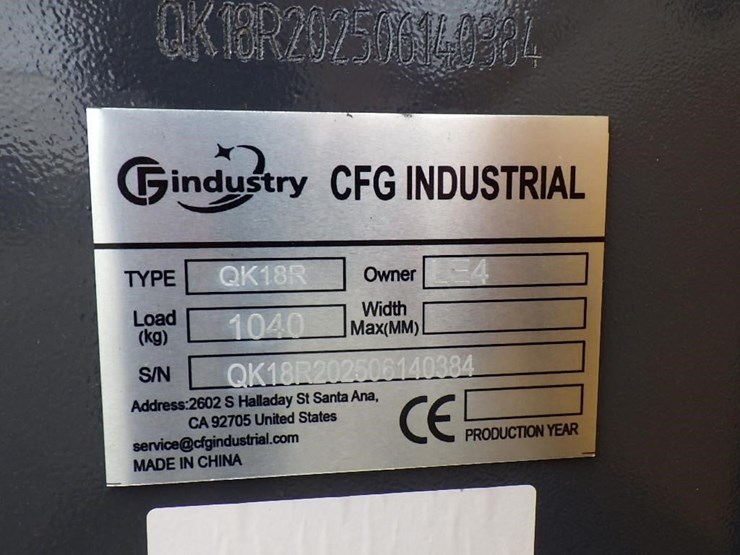 QK18R202506140384
CFindustry CFG INDUSTRIAL
TYPE QK18R Owner
Load (kg) 1040 Width Max(MM)
S/N QK18R202506140384
Address:2602 S Halladay St Santa Ana,
CA 92705 United States
service@cfgindustrial.com
MADE IN CHINA
CE PRODUCTION YEAR